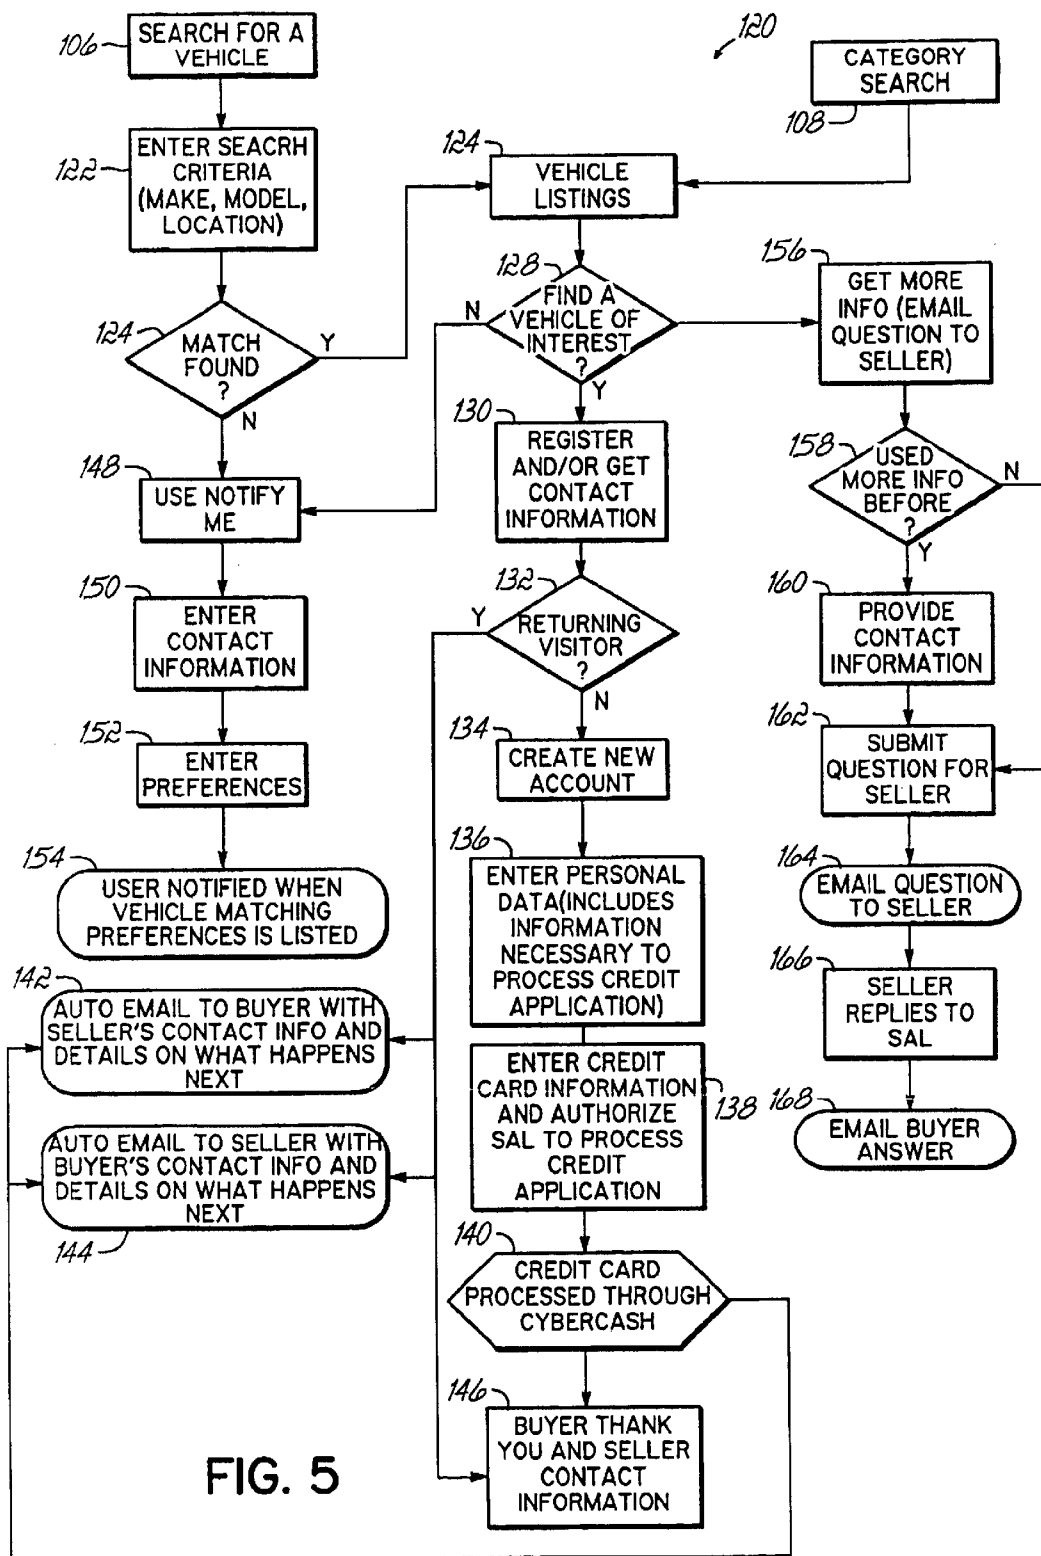 120
106
SEARCH FOR A
VEHICLE
CATEGORY
SEARCH
108
122
ENTER SEACRH
CRITERIA
(MAKE, MODEL,
LOCATION)
124
VEHICLE
LISTINGS
124
MATCH
FOUND
?
Y
N
128
FIND A
VEHICLE OF
INTEREST
?
N
Y
156
GET MORE
INFO (EMAIL
QUESTION TO
SELLER)
148
USE NOTIFY
ME
130
REGISTER
AND/OR GET
CONTACT
INFORMATION
158
USED
MORE INFO
BEFORE
?
N
Y
150
ENTER
CONTACT
INFORMATION
132
RETURNING
VISITOR
?
Y
N
160
PROVIDE
CONTACT
INFORMATION
152
ENTER
PREFERENCES
134
CREATE NEW
ACCOUNT
162
SUBMIT
QUESTION FOR
SELLER
154
USER NOTIFIED WHEN
VEHICLE MATCHING
PREFERENCES IS LISTED
136
ENTER PERSONAL
DATA(INCLUDES
INFORMATION
NECESSARY TO
PROCESS CREDIT
APPLICATION)
164
EMAIL QUESTION
TO SELLER
142
AUTO EMAIL TO BUYER WITH
SELLER'S CONTACT INFO AND
DETAILS ON WHAT HAPPENS
NEXT
166
SELLER
REPLIES TO
SAL
ENTER CREDIT
CARD INFORMATION
AND AUTHORIZE
SAL TO PROCESS
CREDIT
APPLICATION
138
168
EMAIL BUYER
ANSWER
AUTO EMAIL TO SELLER WITH
BUYER'S CONTACT INFO AND
DETAILS ON WHAT HAPPENS
NEXT
144
140
CREDIT CARD
PROCESSED THROUGH
CYBERCASH
146
BUYER THANK
YOU AND SELLER
CONTACT
INFORMATION
FIG. 5